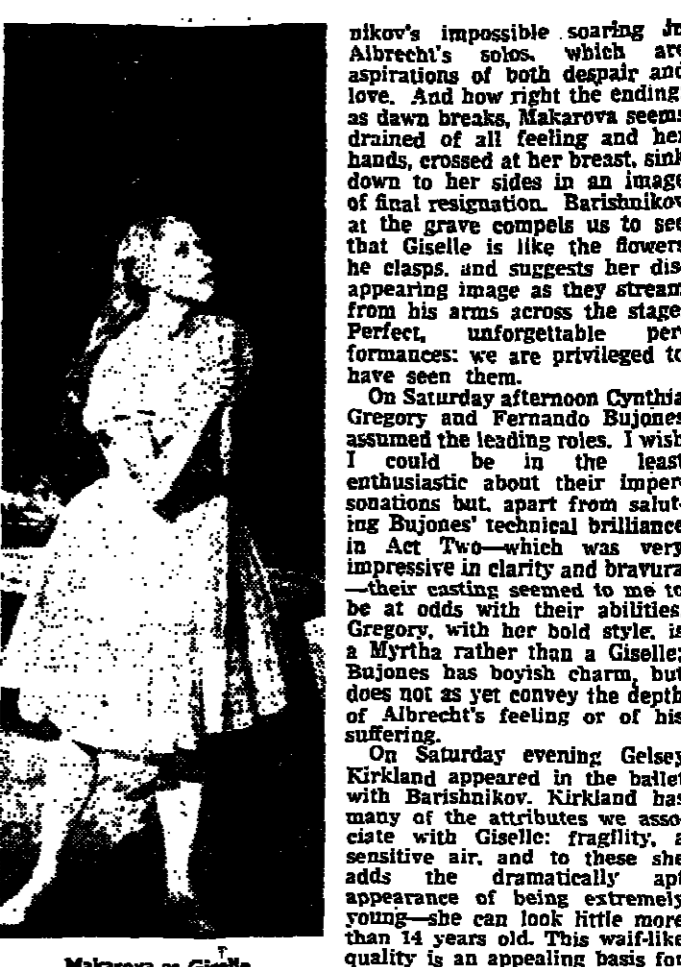 nikov's impossible soaring in
Albrecht's solos, which are
aspirations of both despair and
love. And how right the ending:
as dawn breaks, Makarova seems
drained of all feeling and her
hands, crossed at her breast, sink
down to her sides in an image
of final resignation. Barishnikov
at the grave compels us to see
that Giselle is like the flowers
he clasps, and suggests her dis-
appearing image as they stream
from his arms across the stage.
Perfect, unforgettable per-
formances: we are privileged to
have seen them.
On Saturday afternoon Cynthia
Gregory and Fernando Bujones
assumed the leading roles. I wish
I could be in the least
enthusiastic about their imper-
sonations but, apart from salut-
ing Bujones' technical brilliance
in Act Two—which was very
impressive in clarity and bravura
—their casting seemed to me to
be at odds with their abilities.
Gregory, with her bold style, is
a Myrtha rather than a Giselle;
Bujones has boyish charm, but
does not as yet convey the depth
of Albrecht's feeling or of his
suffering.
On Saturday evening Gelsey
Kirkland appeared in the ballet
with Barishnikov. Kirkland has
many of the attributes we asso-
ciate with Giselle: fragility, a
sensitive air, and to these she
adds the dramatically apt
appearance of being extremely
young—she can look little more
than 14 years old. This waif-like
quality is an appealing basis for
Makarova as Giselle